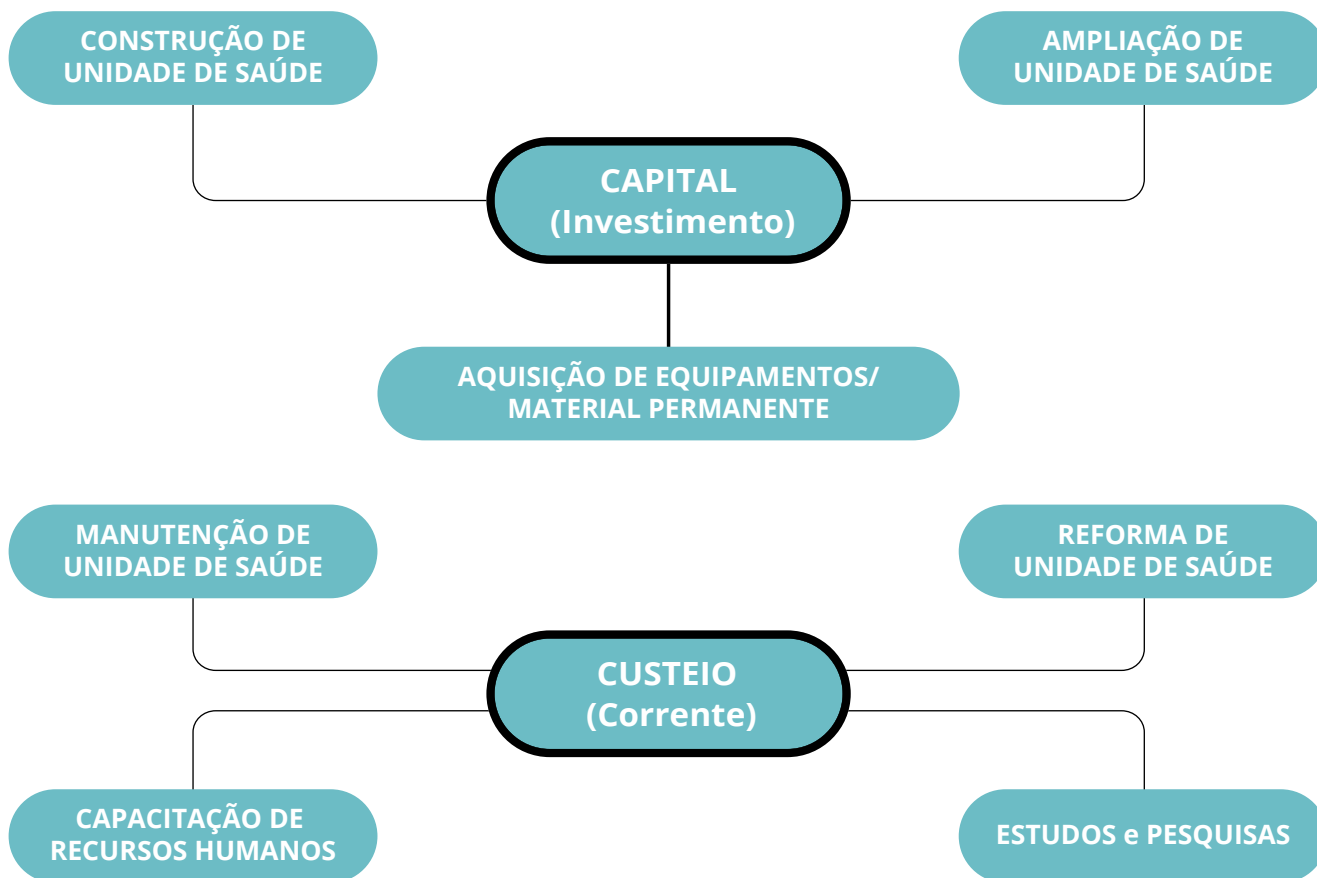 CONSTRUÇÃO DE
UNIDADE DE SAÚDE
AMPLIAÇÃO DE
UNIDADE DE SAÚDE
CAPITAL
(Investimento)
AQUISIÇÃO DE EQUIPAMENTOS/
MATERIAL PERMANENTE
MANUTENÇÃO DE
UNIDADE DE SAÚDE
REFORMA DE
UNIDADE DE SAÚDE
CUSTEIO
(Corrente)
CAPACITAÇÃO DE
RECURSOS HUMANOS
ESTUDOS e PESQUISAS